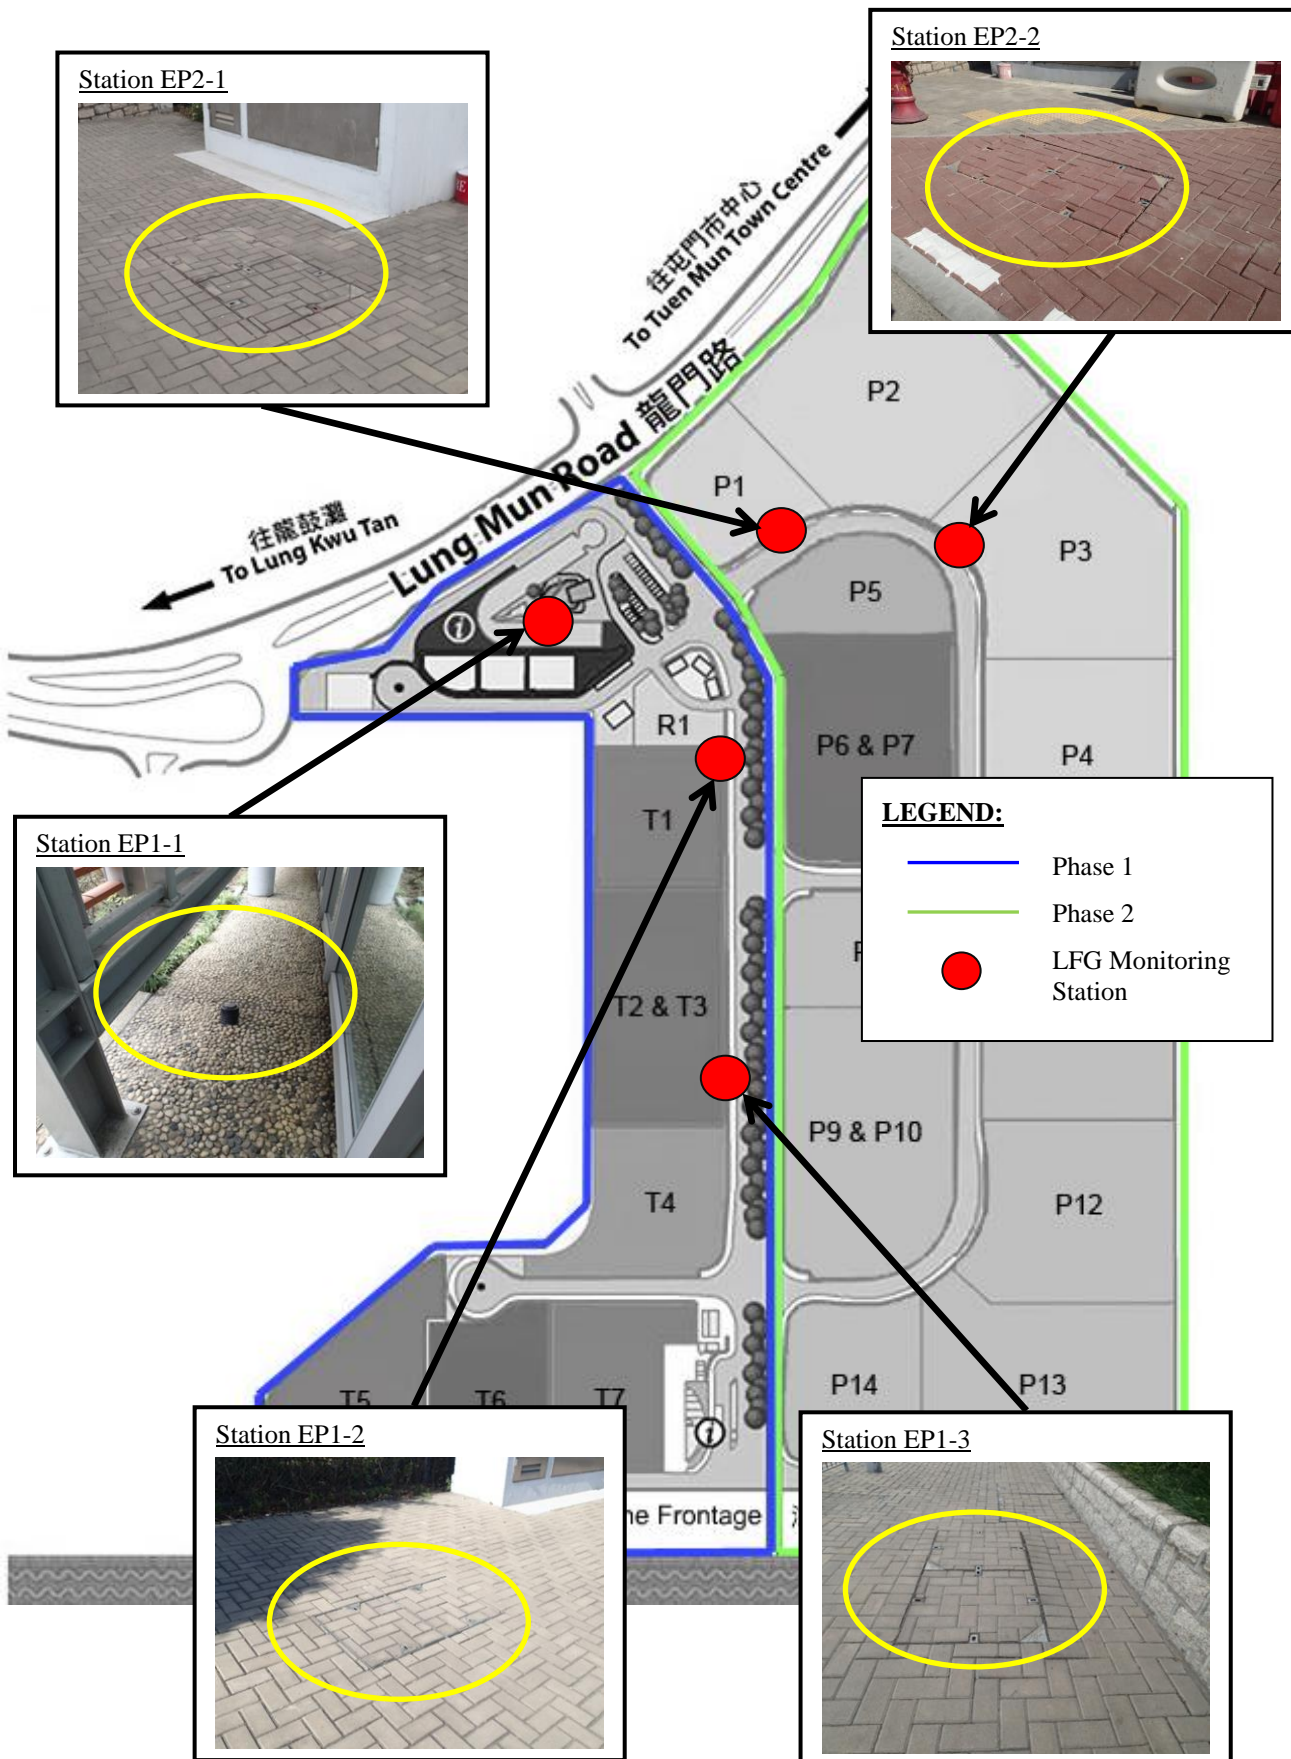 Station EP2-1
Station EP2-2
往屯門市中心
To Tuen Mun Town Centre
Lung Mun Road 龍門路
往龍鼓灘
To Lung Kwu Tan
P1
P2
P3
P5
P6 & P7
P4
R1
T1
T2 & T3
T4
T5
T6
T7
P9 & P10
P12
P14
P13
Station EP1-1
LEGEND:
Phase 1
Phase 2
LFG Monitoring
Station
Station EP1-2
Station EP1-3
Frontage